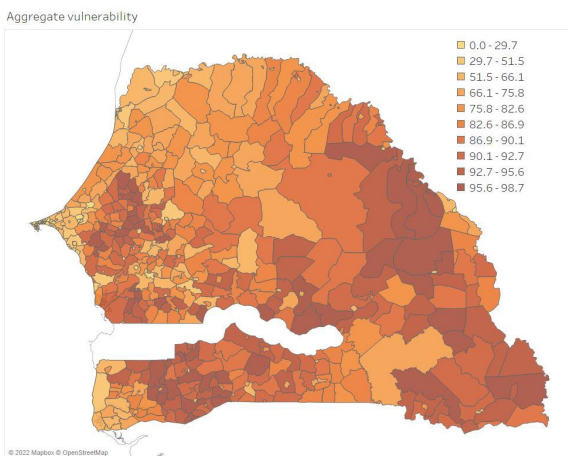 Aggregate vulnerability
0.0 - 29.7
29.7 - 51.5
51.5 - 66.1
66.1 - 75.8
75.8 - 82.6
82.6 - 86.9
86.9 - 90.1
90.1 - 92.7
92.7 - 95.6
95.6 - 98.7
© 2022 Mapbox © OpenStreetMap